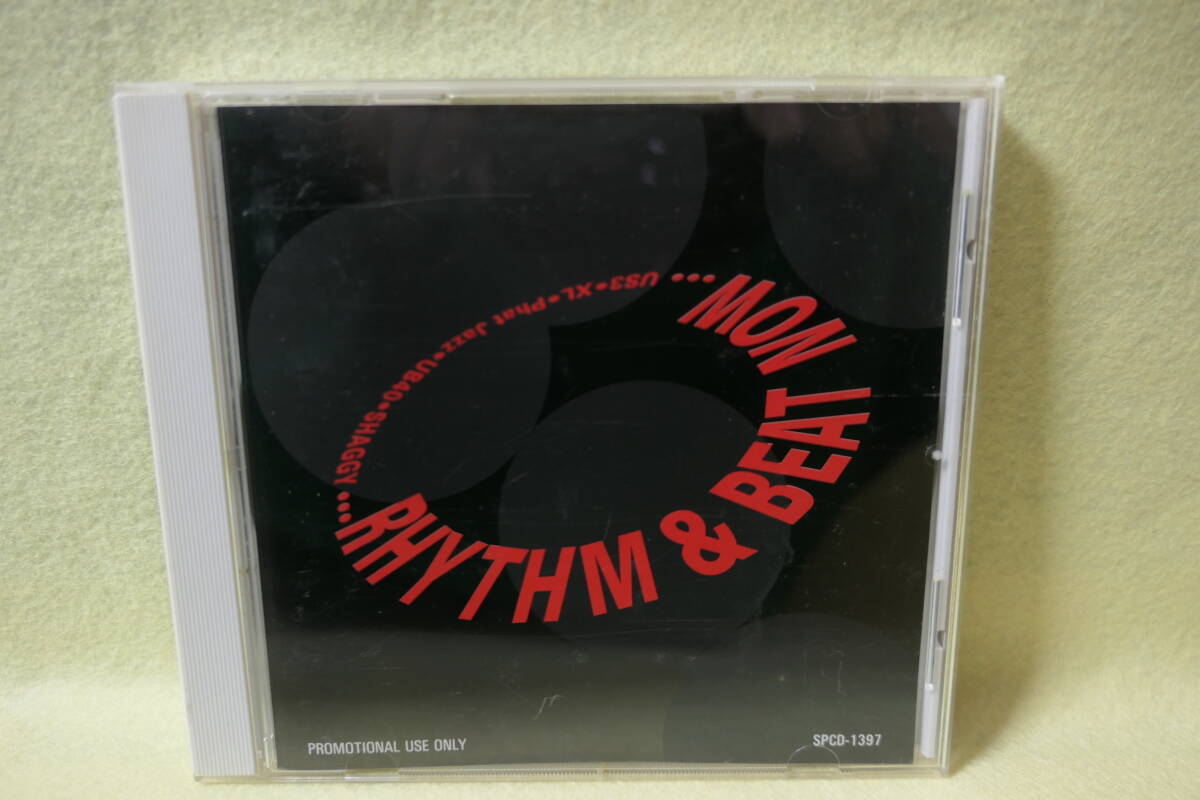 RHYTHM & BEAT NOW
...US3•XL•Phat Jazz•UB40•SHAGGY...
PROMOTIONAL USE ONLY
SPCD-1397